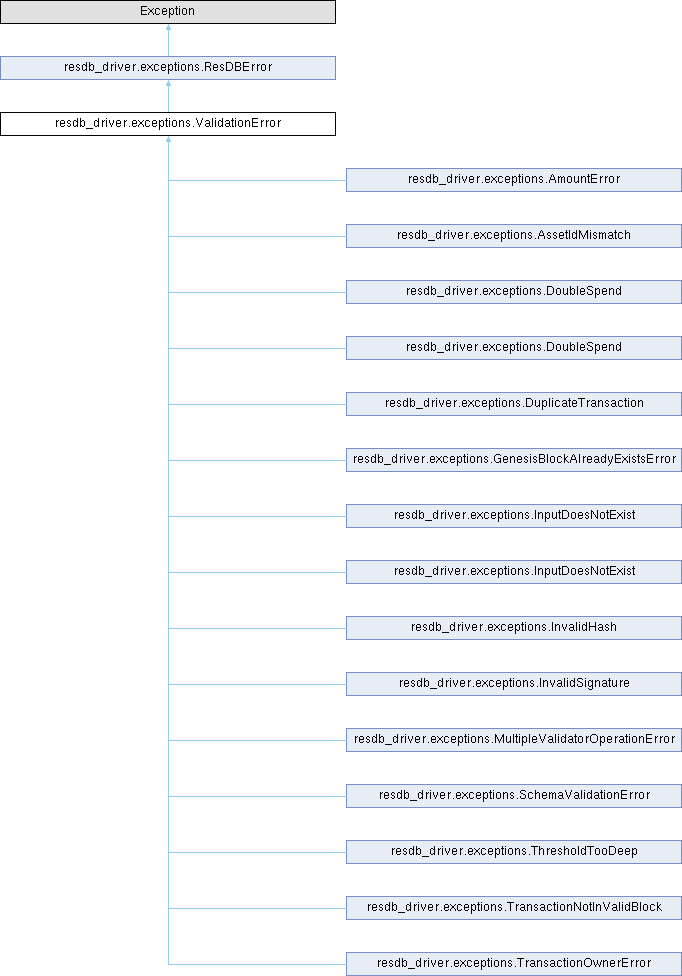 Exception
resdb_driver.exceptions.ResDBError
resdb_driver.exceptions.ValidationError
resdb_driver.exceptions.AmountError
resdb_driver.exceptions.AssetIdMismatch
resdb_driver.exceptions.DoubleSpend
resdb_driver.exceptions.DoubleSpend
resdb_driver.exceptions.DuplicateTransaction
resdb_driver.exceptions.GenesisBlockAlreadyExistsError
resdb_driver.exceptions.InputDoesNotExist
resdb_driver.exceptions.InputDoesNotExist
resdb_driver.exceptions.InvalidHash
resdb_driver.exceptions.InvalidSignature
resdb_driver.exceptions.MultipleValidatorOperationError
resdb_driver.exceptions.SchemaValidationError
resdb_driver.exceptions.ThresholdTooDeep
resdb_driver.exceptions.TransactionNotInValidBlock
resdb_driver.exceptions.TransactionOwnerError